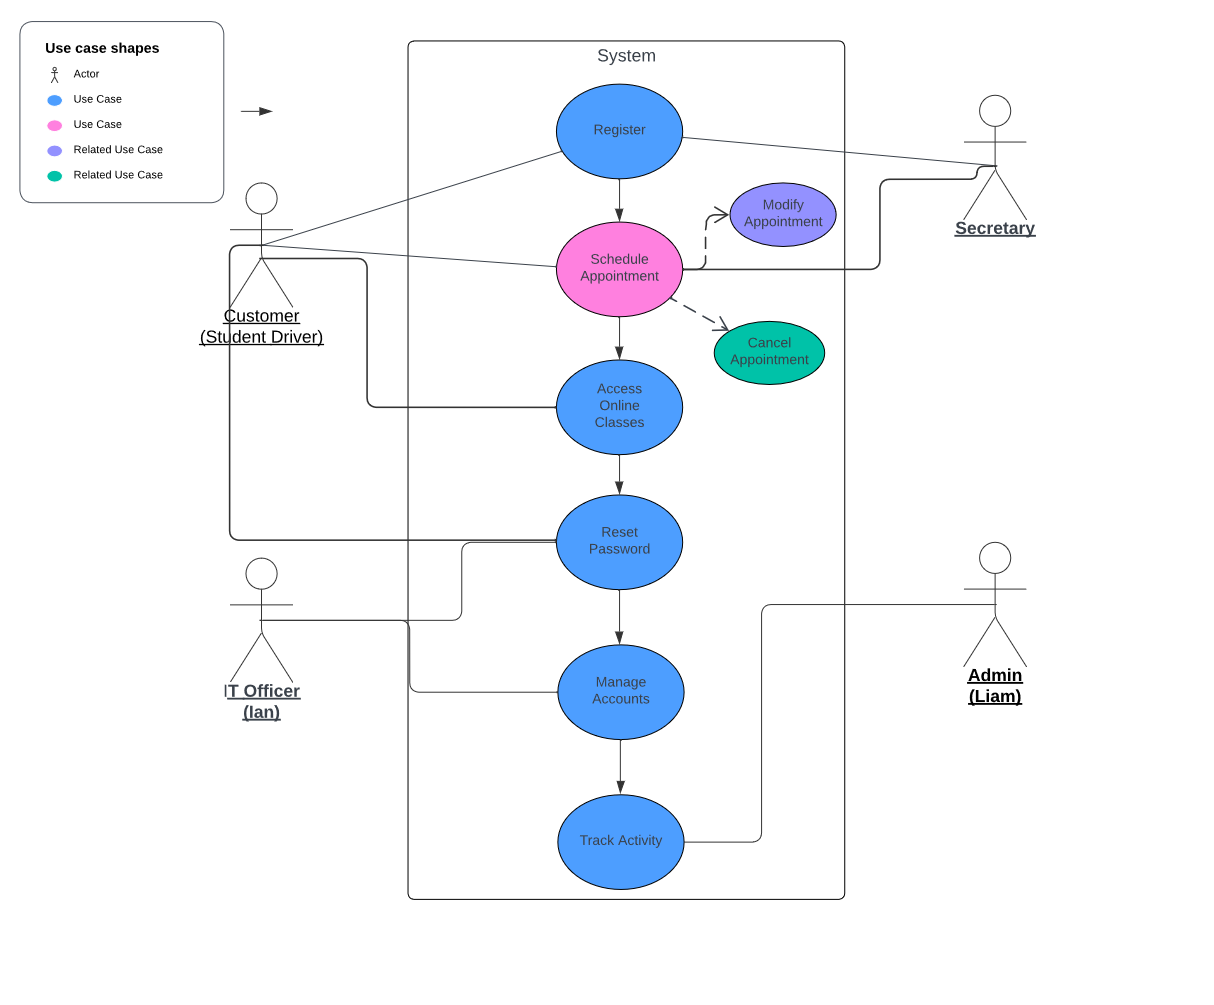 Use case shapes
Actor
Use Case
Use Case
Related Use Case
Related Use Case
System
Register
Modify
Appointment
Secretary
Schedule
Appointment
Customer
(Student Driver)
Cancel
Appointment
Access
Online
Classes
Reset
Password
IT Officer
(Ian)
Manage
Accounts
Admin
(Liam)
Track Activity